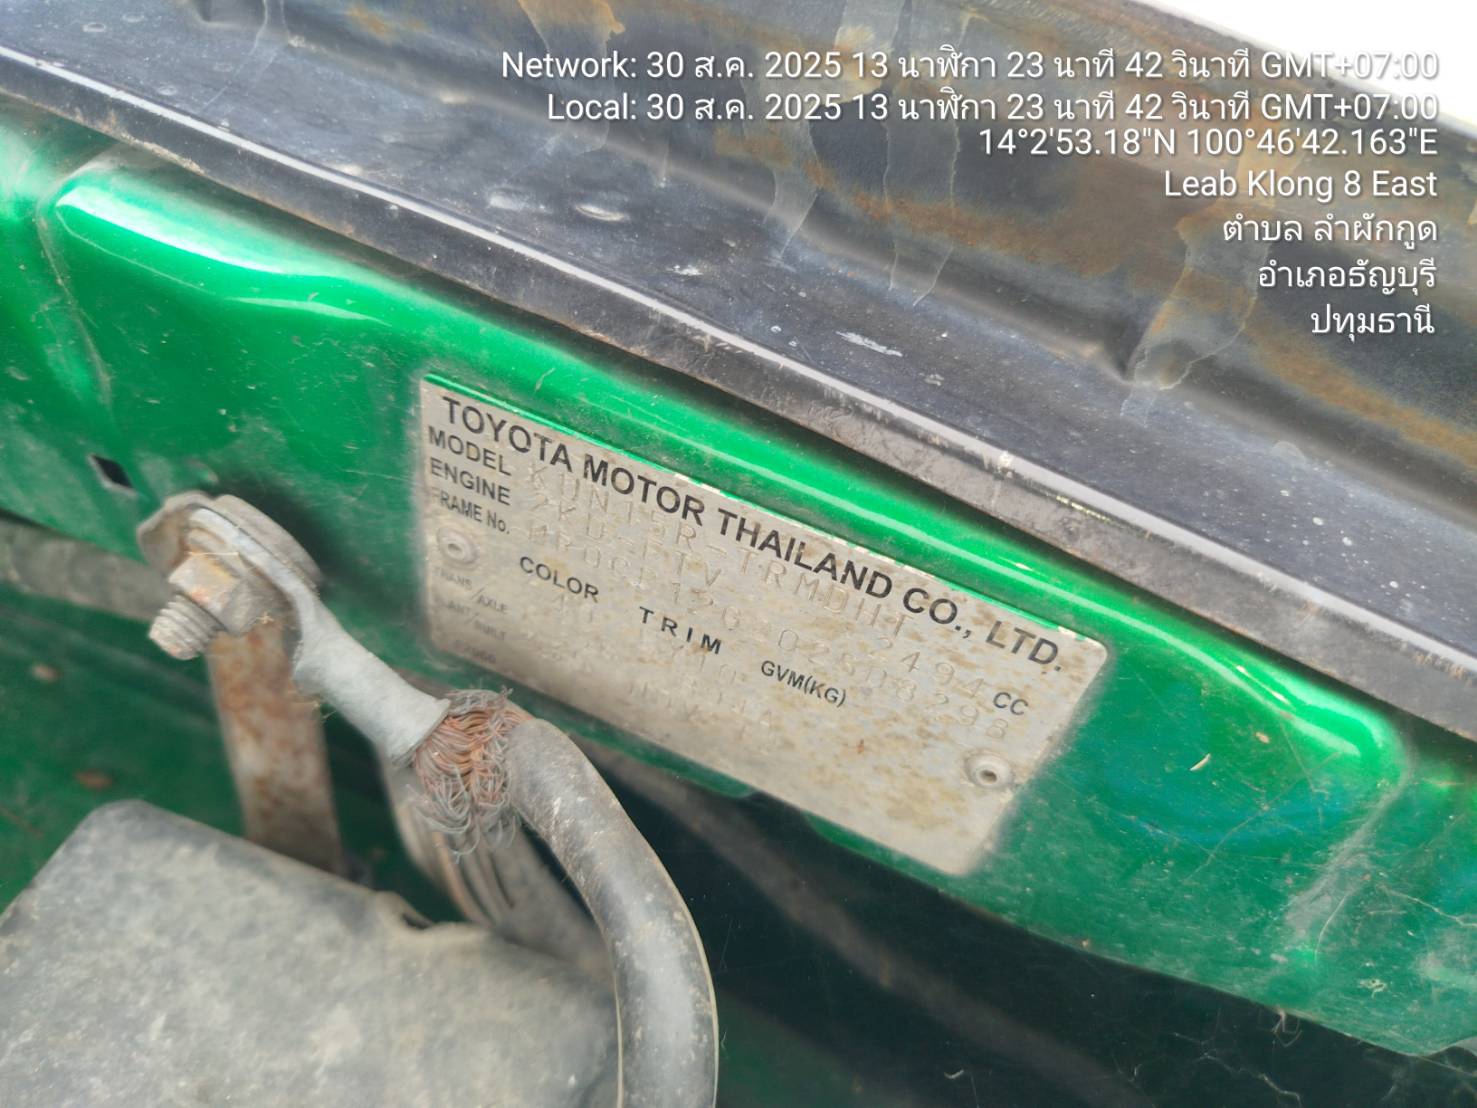 Network: 30 ส.ค. 2025 13 นาฬิกา 23 นาที 42 วินาที GMT+07:00
Local: 30 ส.ค. 2025 13 นาฬิกา 23 นาที 42 วินาที GMT+07:00
14°2'53.18"N 100°46'42.163"E
Leab Klong 8 East
ตำบล ลำผักกูด
อำเภอธัญบุรี
ปทุมธานี
TOYOTA MOTOR THAILAND CO., LTD.
MODEL KUN15R-TRMDHT
ENGINE 2KD-FTV 2494 CC
FRAME No.
COLOR TRIM GVM(KG)
TRANS/AXLE